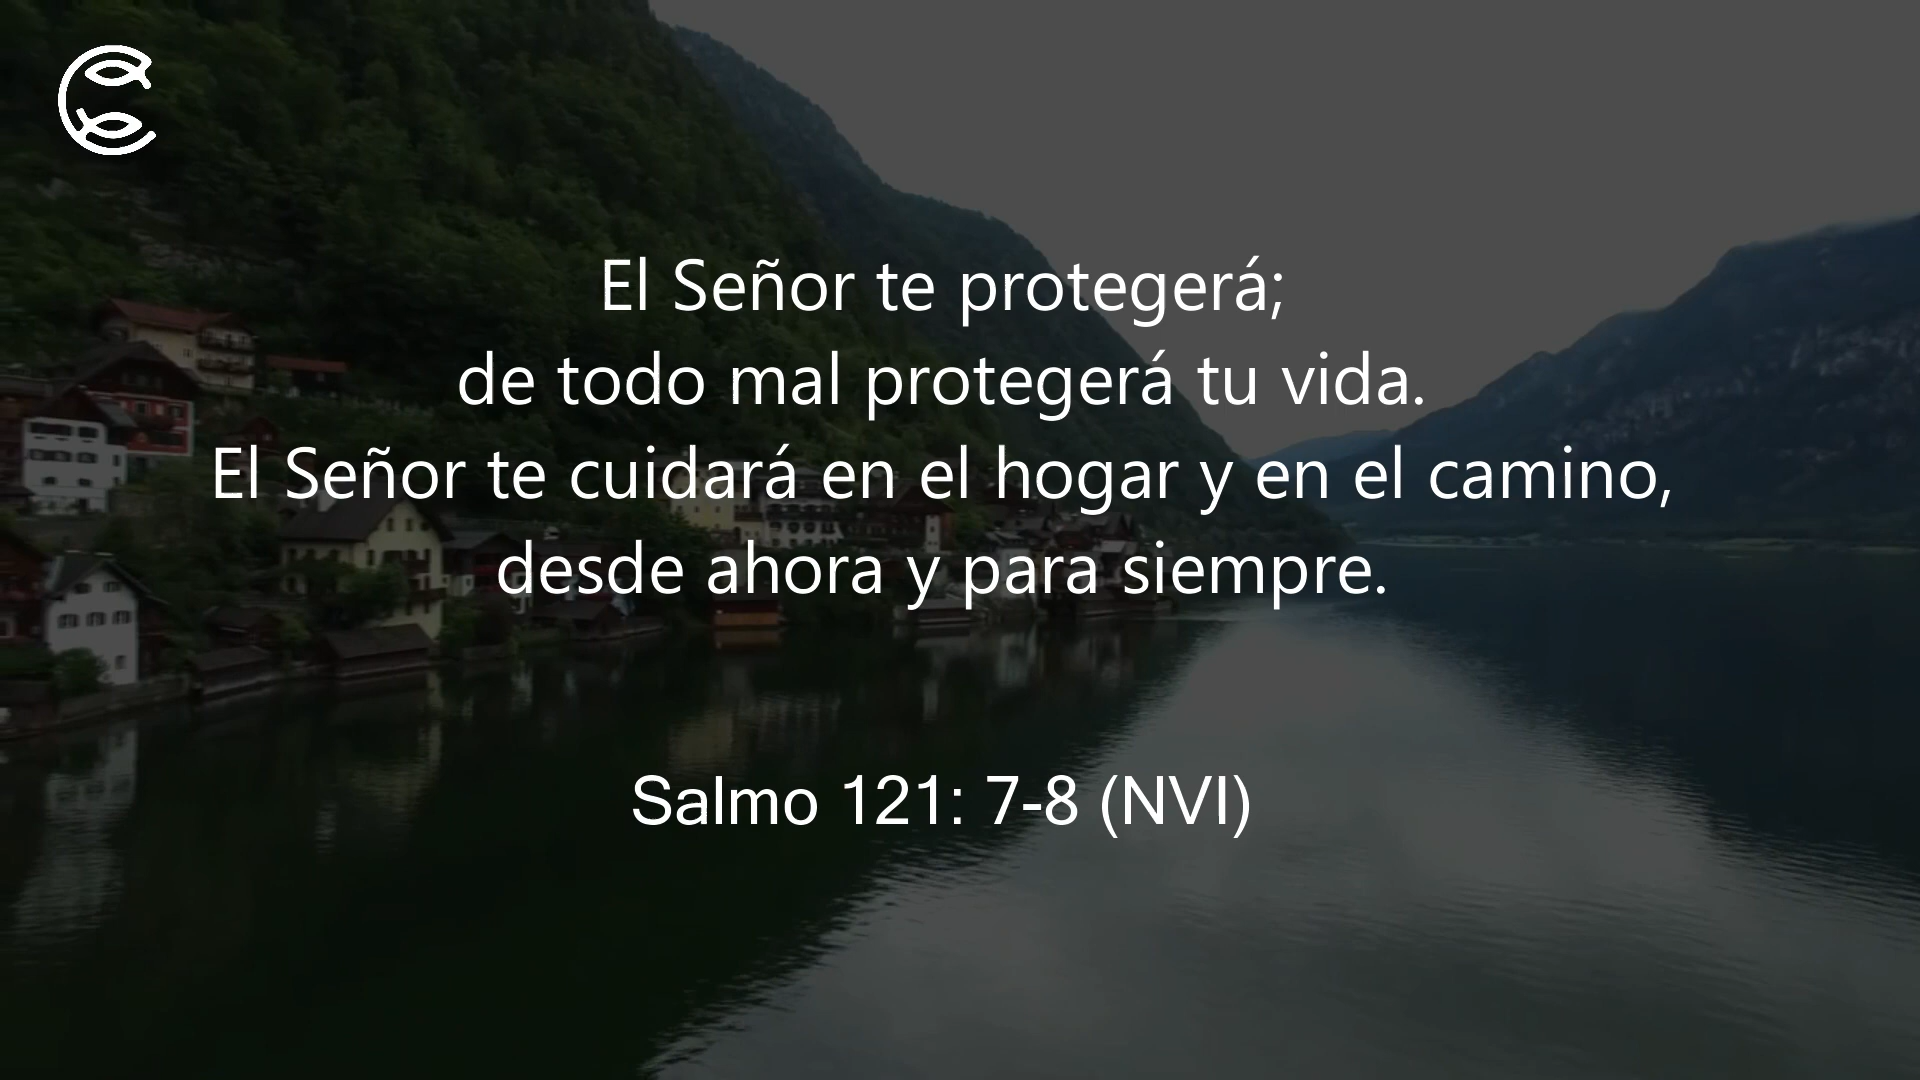 El Señor te protegerá;
de todo mal protegerá tu vida.
El Señor te cuidará en el hogar y en el camino,
desde ahora y para siempre.
Salmo 121: 7-8 (NVI)